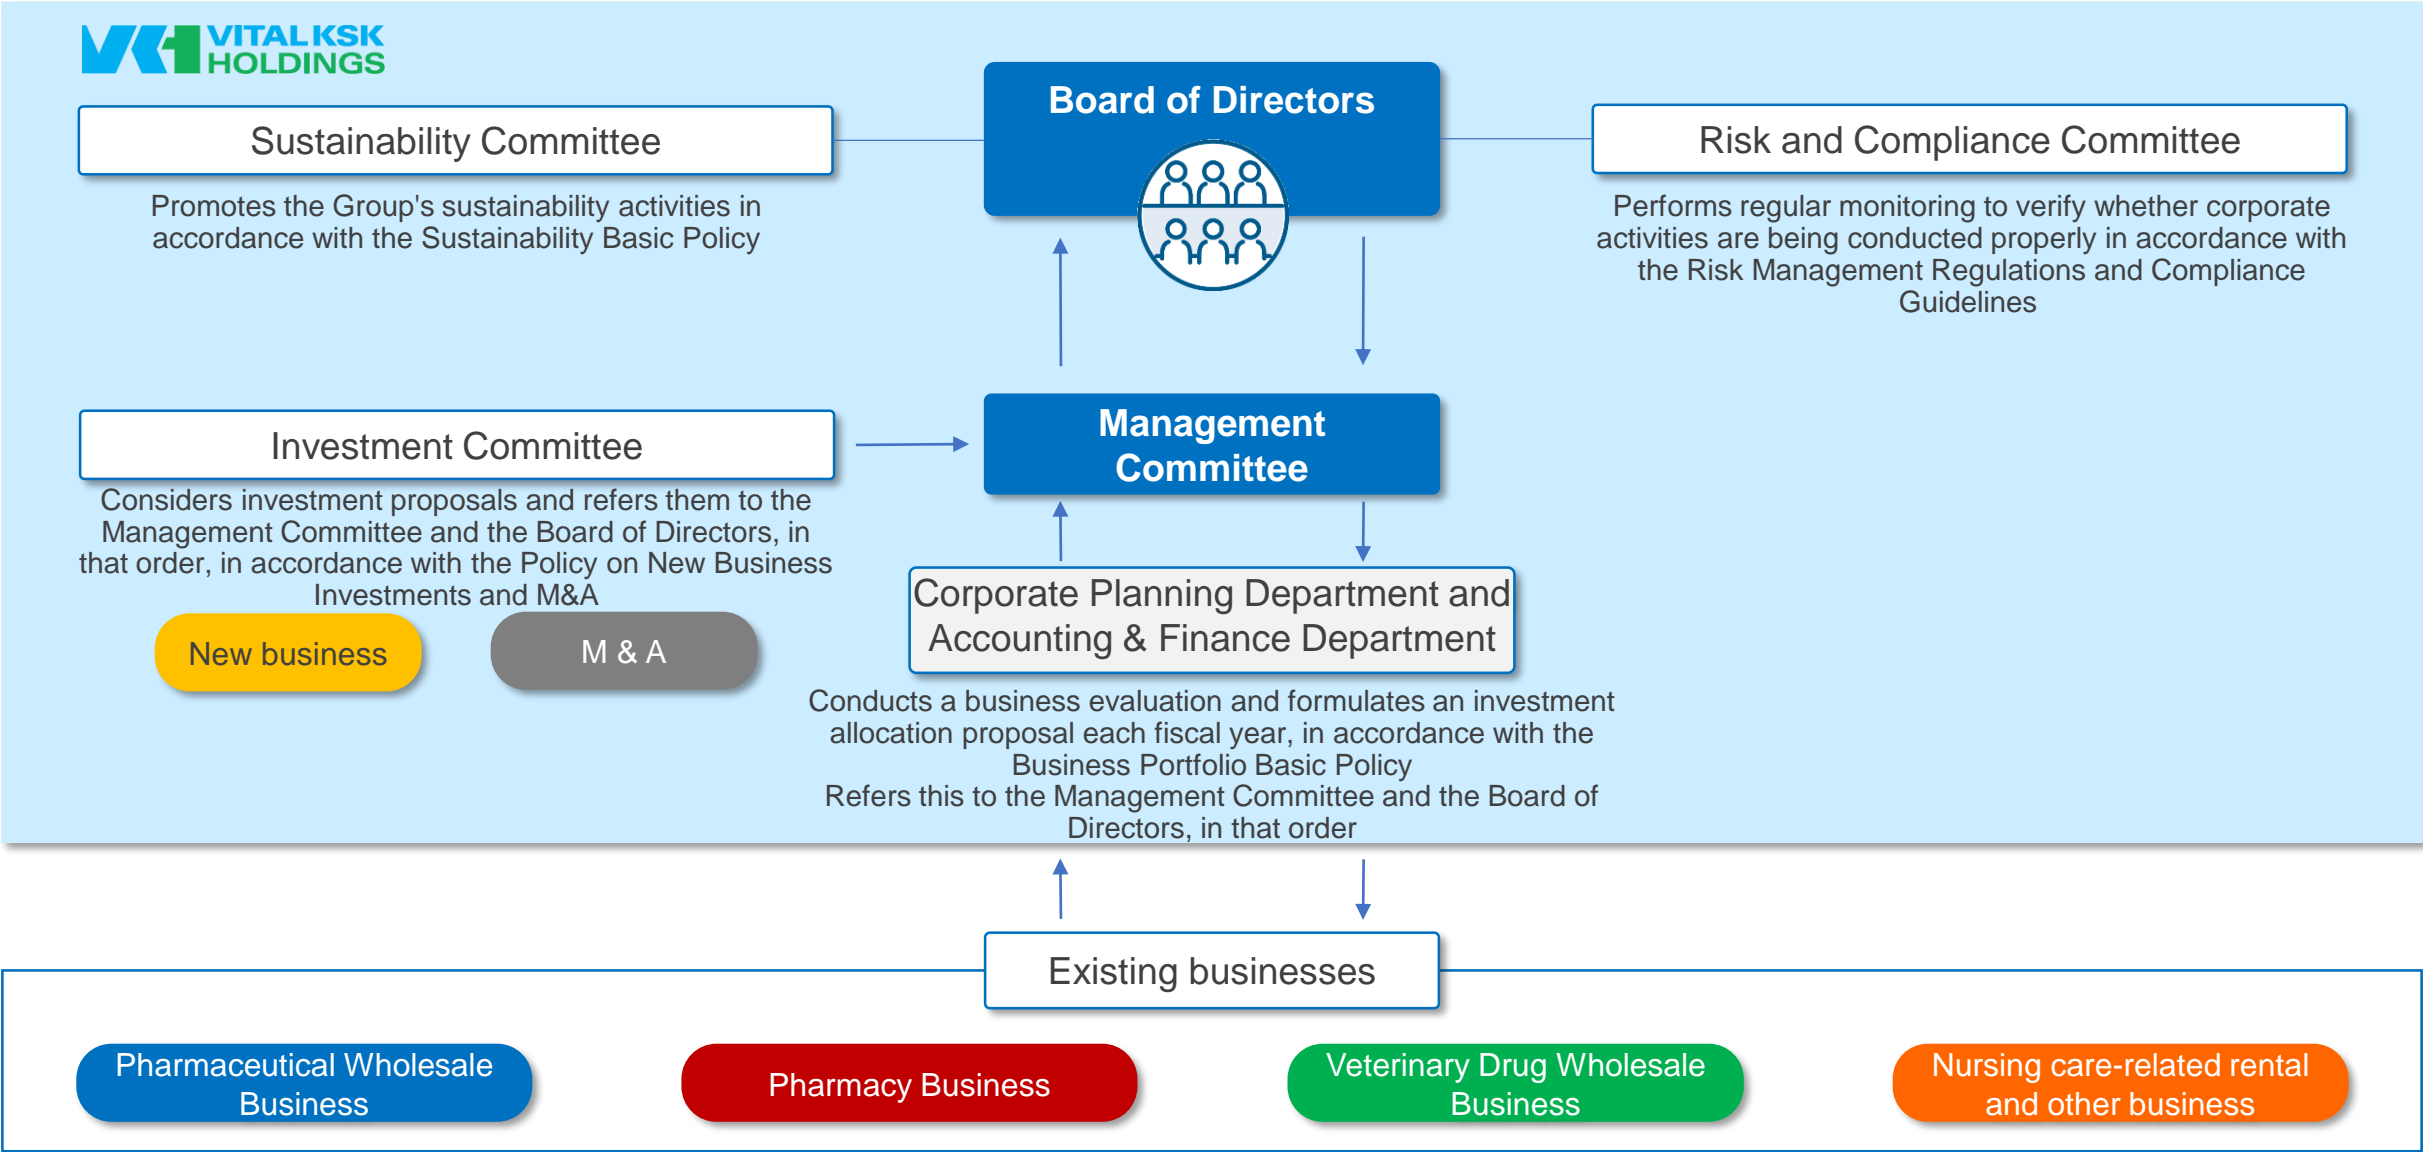 VITAL KSK
HOLDINGS
Board of Directors
Sustainability Committee
Promotes the Group's sustainability activities in
accordance with the Sustainability Basic Policy
Risk and Compliance Committee
Performs regular monitoring to verify whether corporate
activities are being conducted properly in accordance with
the Risk Management Regulations and Compliance
Guidelines
Investment Committee
Considers investment proposals and refers them to the
Management Committee and the Board of Directors, in
that order, in accordance with the Policy on New Business
Investments and M&A
New business
M & A
Management
Committee
Corporate Planning Department and
Accounting & Finance Department
Conducts a business evaluation and formulates an investment
allocation proposal each fiscal year, in accordance with the
Business Portfolio Basic Policy
Refers this to the Management Committee and the Board of
Directors, in that order
Existing businesses
Pharmaceutical Wholesale
Business
Pharmacy Business
Veterinary Drug Wholesale
Business
Nursing care-related rental
and other business